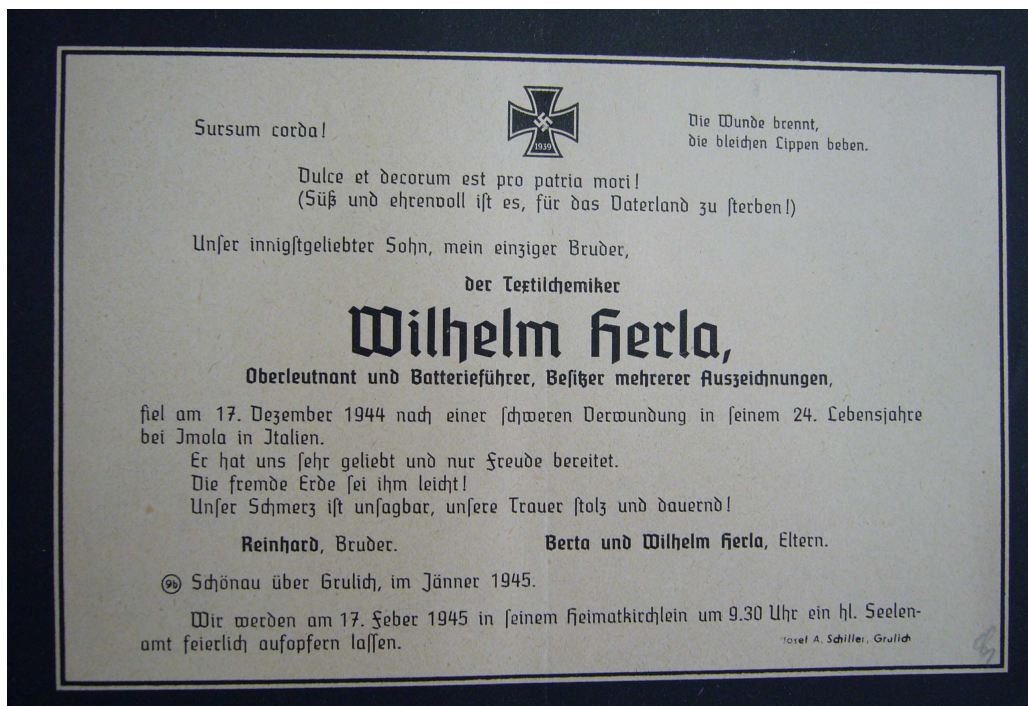 Sursum corda!
1939
Die Wunde brennt,
die bleichen Lippen beben.
Dulce et decorum est pro patria mori!
(Süß und ehrenvoll ist es, für das Vaterland zu sterben!)
Unser innigstgeliebter Sohn, mein einziger Bruder,
der Textilchemiker
Wilhelm Herla,
Oberleutnant und Batterieführer, Besitzer mehrerer Auszeichnungen,
fiel am 17. Dezember 1944 nach einer schweren Verwundung in seinem 24. Lebensjahre
bei Imola in Italien.
Er hat uns sehr geliebt und nur Freude bereitet.
Die fremde Erde sei ihm leicht!
Unser Schmerz ist unsagbar, unsere Trauer stolz und dauernd!
Reinhard, Bruder. Berta und Wilhelm Herla, Eltern.
9b Schönau über Grulich, im Jänner 1945.
Wir werden am 17. Feber 1945 in seinem Heimatkirchlein um 9.30 Uhr ein hl. Seelen-
amt feierlich aufopfern lassen.
Josef A. Schiller, Grulich